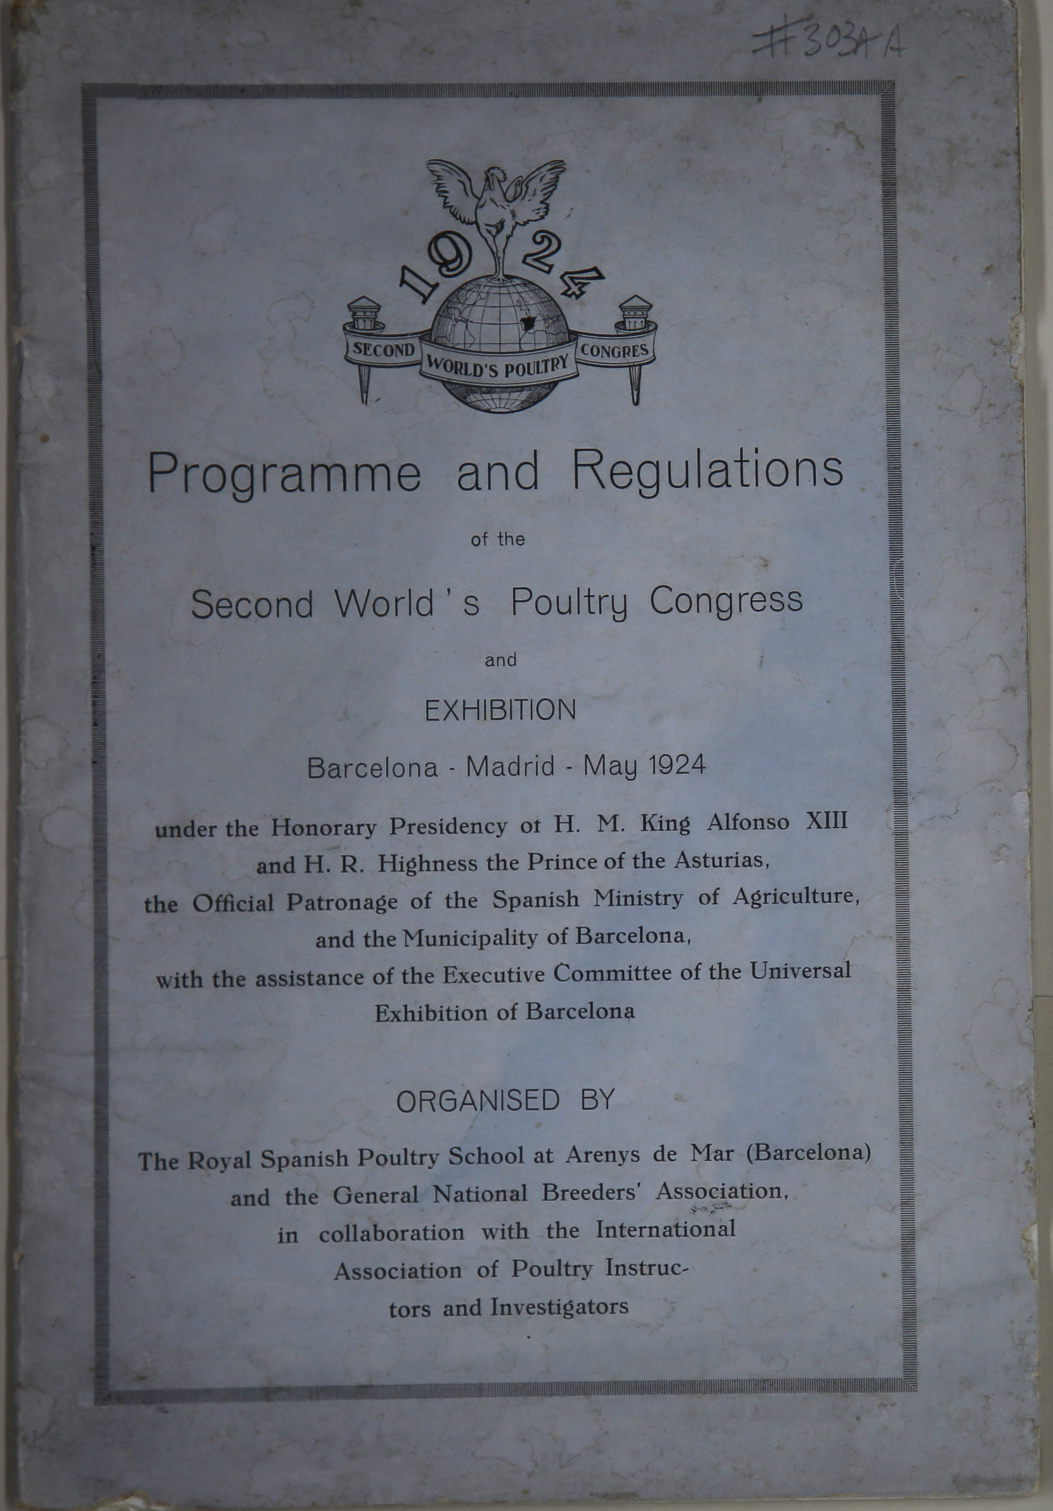 #303AA
1924
SECOND WORLD'S POULTRY CONGRES
Programme and Regulations
of the
Second World's Poultry Congress
and
EXHIBITION
Barcelona - Madrid - May 1924
under the Honorary Presidency of H. M. King Alfonso XIII
and H. R. Highness the Prince of the Asturias,
the Official Patronage of the Spanish Ministry of Agriculture,
and the Municipality of Barcelona,
with the assistance of the Executive Committee of the Universal
Exhibition of Barcelona
ORGANISED BY
The Royal Spanish Poultry School at Arenys de Mar (Barcelona)
and the General National Breeders' Association,
in collaboration with the International
Association of Poultry Instruc-
tors and Investigators